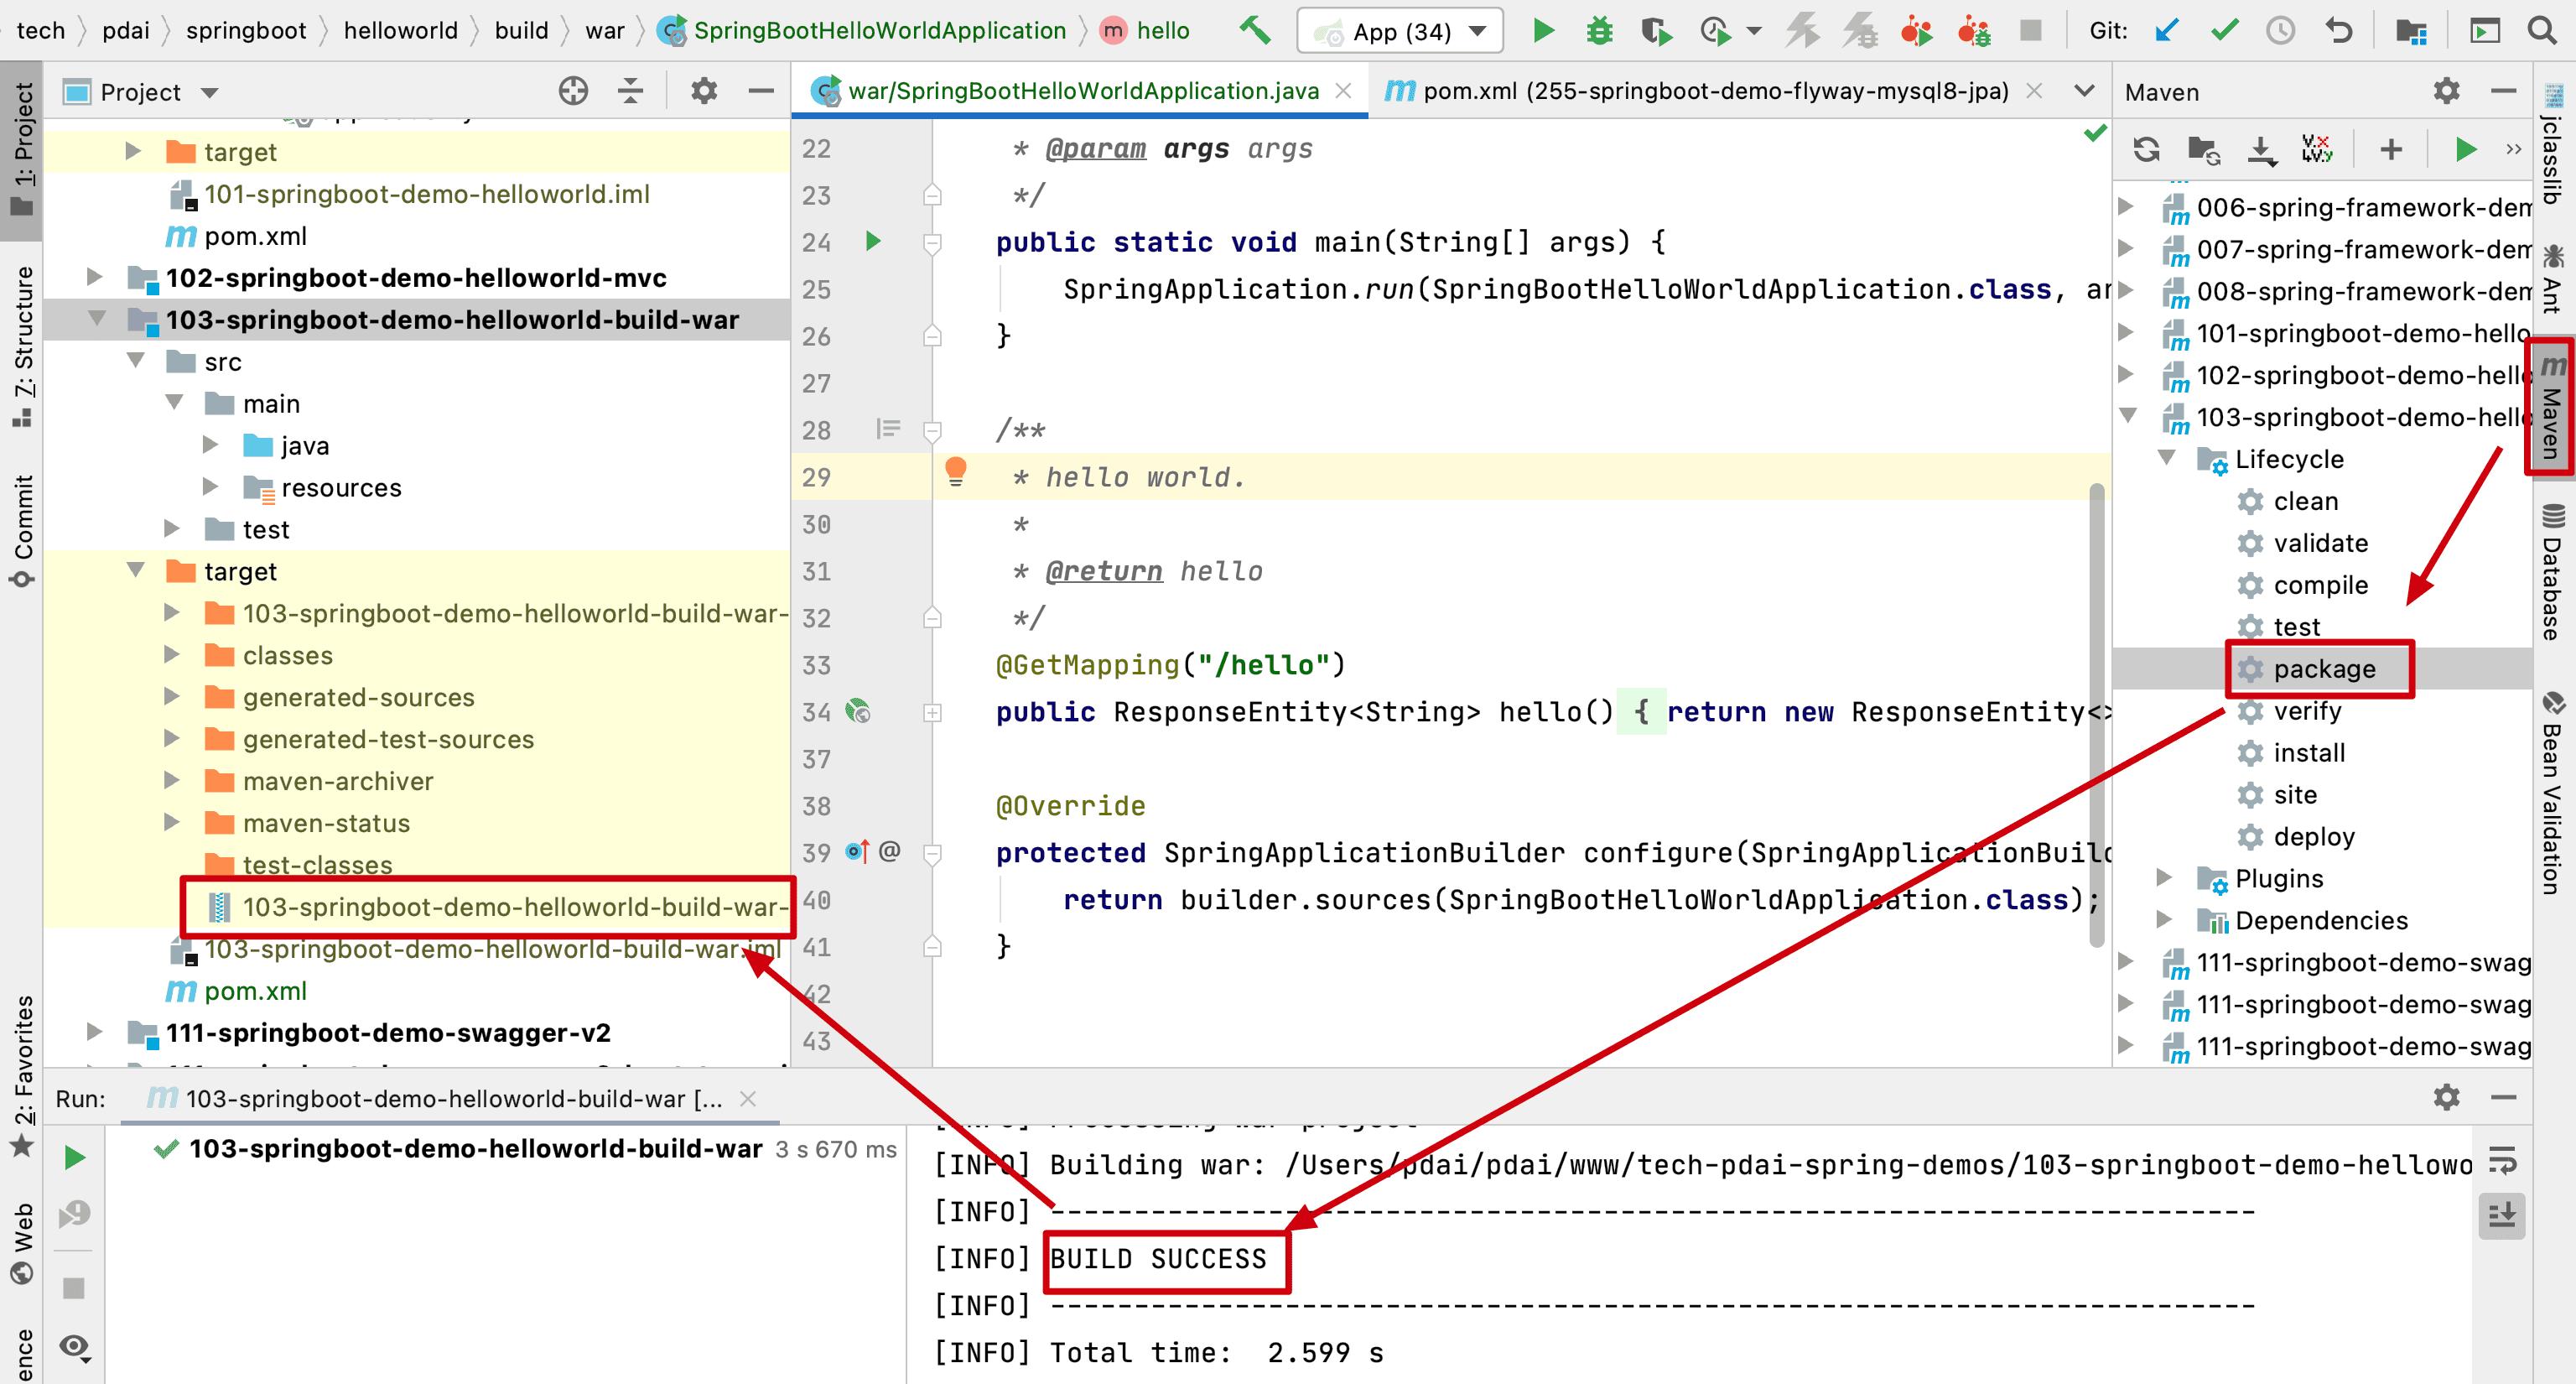 tech pdai springboot helloworld build war SpringBootHelloWorldApplication m hello App (34) Git:
1: Project
Z: Structure
Commit
2: Favorites
Web
ence
Project
target
101-springboot-demo-helloworld.iml
pom.xml
102-springboot-demo-helloworld-mvc
103-springboot-demo-helloworld-build-war
src
main
java
resources
test
target
103-springboot-demo-helloworld-build-war-
classes
generated-sources
generated-test-sources
maven-archiver
maven-status
test-classes
103-springboot-demo-helloworld-build-war-
103-springboot-demo-helloworld-build-war.iml
pom.xml
111-springboot-demo-swagger-v2
war/SpringBootHelloWorldApplication.java
pom.xml (255-springboot-demo-flyway-mysql8-jpa)
22 * @param args args
23 */
24 public static void main(String[] args) {
25 SpringApplication.run(SpringBootHelloWorldApplication.class, ar
26 }
27
28 /**
29 * hello world.
30 *
31 * @return hello
32 */
33 @GetMapping("/hello")
34 public ResponseEntity<String> hello() { return new ResponseEntity<>
37
38 @Override
39 @ protected SpringApplicationBuilder configure(SpringApplicationBuild
40 return builder.sources(SpringBootHelloWorldApplication.class);
41 }
42
43
Maven
006-spring-framework-dem
007-spring-framework-dem
008-spring-framework-dem
101-springboot-demo-hello
102-springboot-demo-hello
103-springboot-demo-hello
Lifecycle
clean
validate
compile
test
package
verify
install
site
deploy
Plugins
Dependencies
111-springboot-demo-swag
111-springboot-demo-swag
111-springboot-demo-swag
jclasslib
Ant
Maven
Database
Bean Validation
Run: 103-springboot-demo-helloworld-build-war [...
103-springboot-demo-helloworld-build-war 3 s 670 ms
[INFO] Processing war project
[INFO] Building war: /Users/pdai/pdai/www/tech-pdai-spring-demos/103-springboot-demo-hellowo
[INFO] ------------------------------------------------------------------------
[INFO] BUILD SUCCESS
[INFO] ------------------------------------------------------------------------
[INFO] Total time:  2.599 s